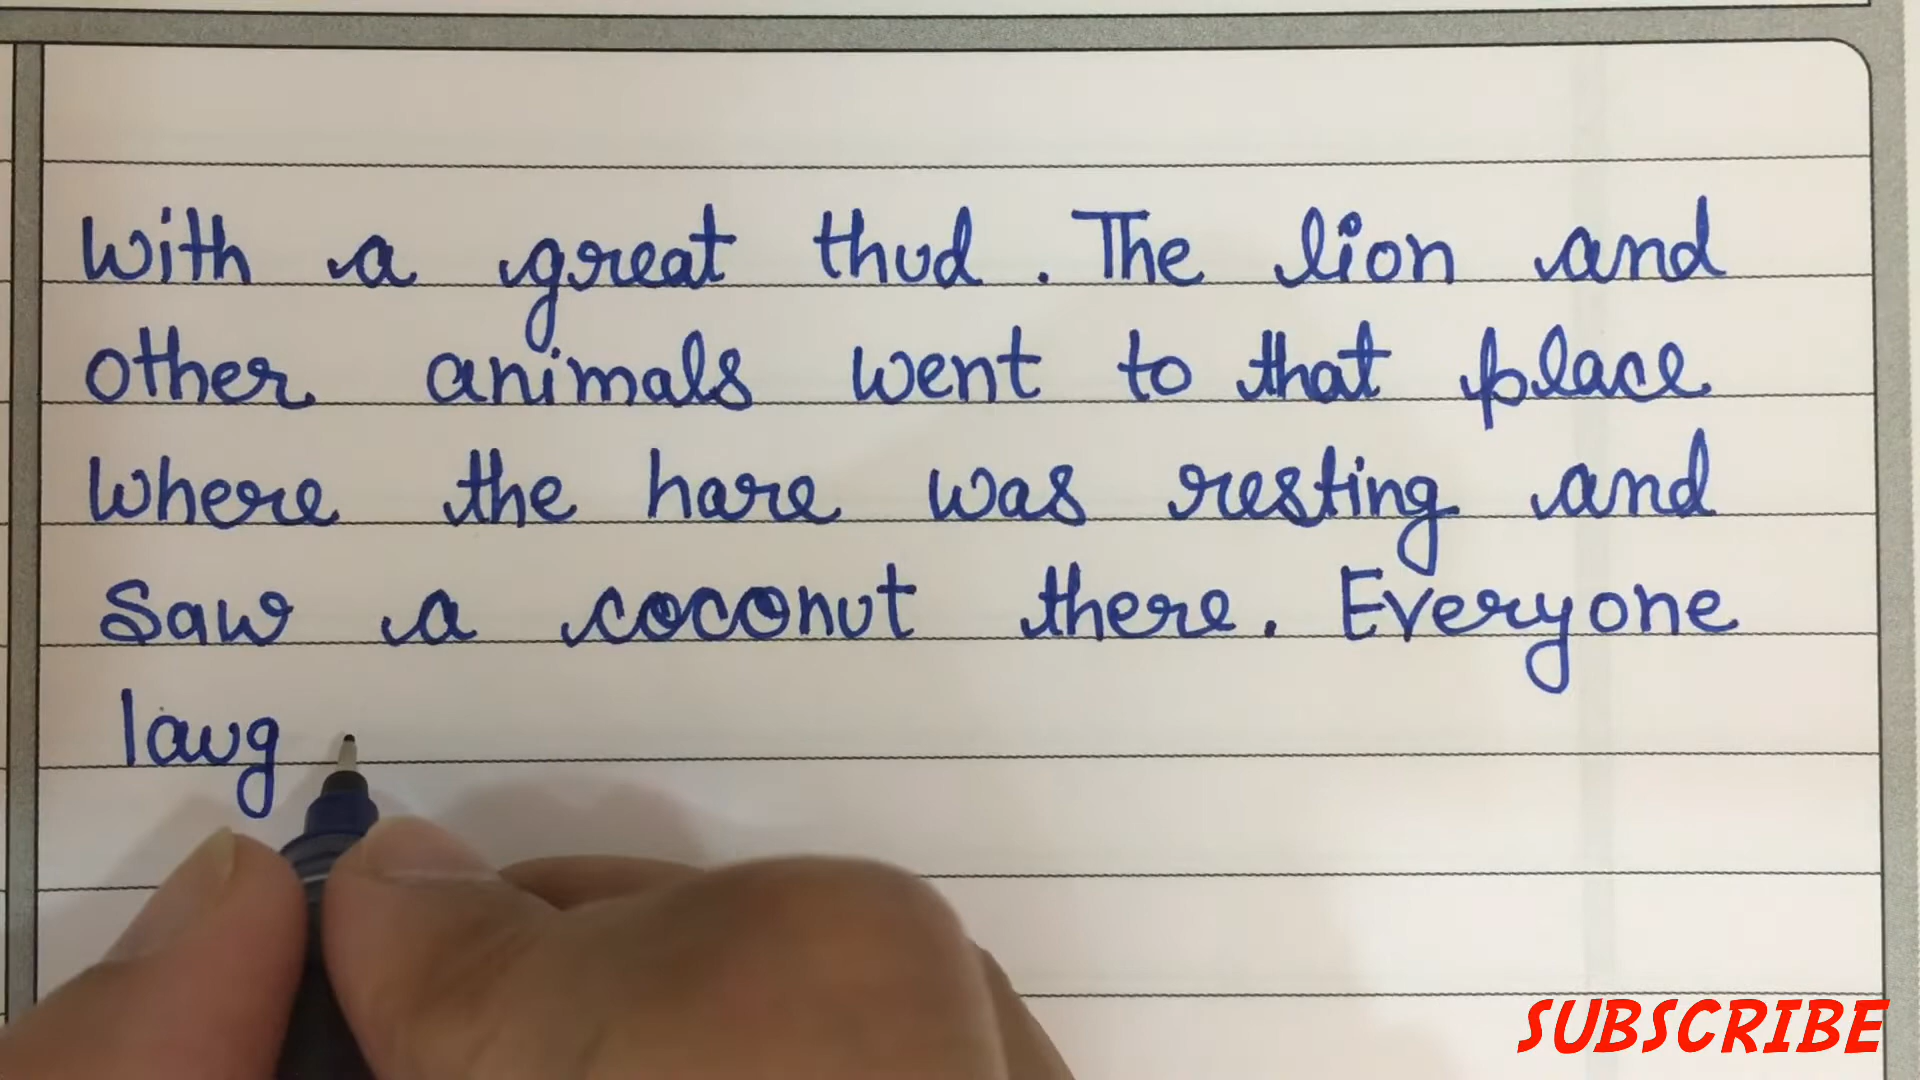 With a great thud. The lion and
other animals went to that place
where the hare was resting and
saw a coconut there. Everyone
laug
SUBSCRIBE